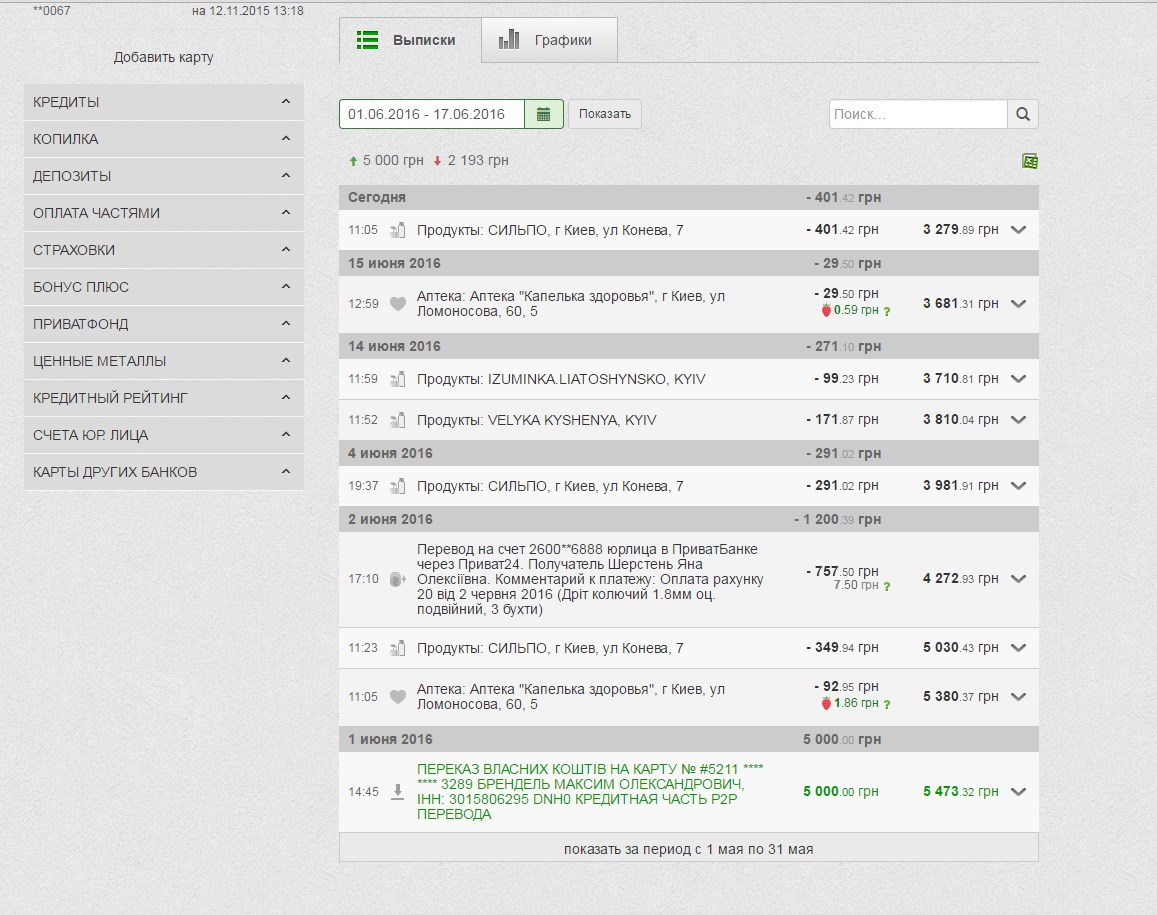 **0067 на 12.11.2015 13:18
Добавить карту
КРЕДИТЫ
КОПИЛКА
ДЕПОЗИТЫ
ОПЛАТА ЧАСТЯМИ
СТРАХОВКИ
БОНУС ПЛЮС
ПРИВАТФОНД
ЦЕННЫЕ МЕТАЛЛЫ
КРЕДИТНЫЙ РЕЙТИНГ
СЧЕТА ЮР. ЛИЦА
КАРТЫ ДРУГИХ БАНКОВ
Выписки Графики
01.06.2016 - 17.06.2016 Показать Поиск...
5 000 грн 2 193 грн
Сегодня - 401.42 грн
11:05 Продукты: СИЛЬПО, г Киев, ул Конева, 7 - 401.42 грн 3 279.89 грн
15 июня 2016 - 29.50 грн
12:59 Аптека: Аптека "Капелька здоровья", г Киев, ул - 29.50 грн 3 681.31 грн
Ломоносова, 60, 5 0.59 грн ?
14 июня 2016 - 271.10 грн
11:59 Продукты: IZUMINKA.LIATOSHYNSKO, KYIV - 99.23 грн 3 710.81 грн
11:52 Продукты: VELYKA KYSHENYA, KYIV - 171.87 грн 3 810.04 грн
4 июня 2016 - 291.02 грн
19:37 Продукты: СИЛЬПО, г Киев, ул Конева, 7 - 291.02 грн 3 981.91 грн
2 июня 2016 - 1 200.39 грн
Перевод на счет 2600**6888 юрлица в ПриватБанке
через Приват24. Получатель Шерстень Яна
17:10 Олексіївна. Комментарий к платежу: Оплата рахунку - 757.50 грн 4 272.93 грн
20 від 2 червня 2016 (Дріт колючий 1.8мм оц. 7.50 грн ?
подвійний, 3 бухти)
11:23 Продукты: СИЛЬПО, г Киев, ул Конева, 7 - 349.94 грн 5 030.43 грн
11:05 Аптека: Аптека "Капелька здоровья", г Киев, ул - 92.95 грн 5 380.37 грн
Ломоносова, 60, 5 1.86 грн ?
1 июня 2016 5 000.00 грн
ПЕРЕКАЗ ВЛАСНИХ КОШТІВ НА КАРТУ № #5211 ****
14:45 **** 3289 БРЕНДЕЛЬ МАКСИМ ОЛЕКСАНДРОВИЧ, 5 000.00 грн 5 473.32 грн
ІНН: 3015806295 DNH0 КРЕДИТНАЯ ЧАСТЬ P2P
ПЕРЕВОДА
показать за период с 1 мая по 31 мая